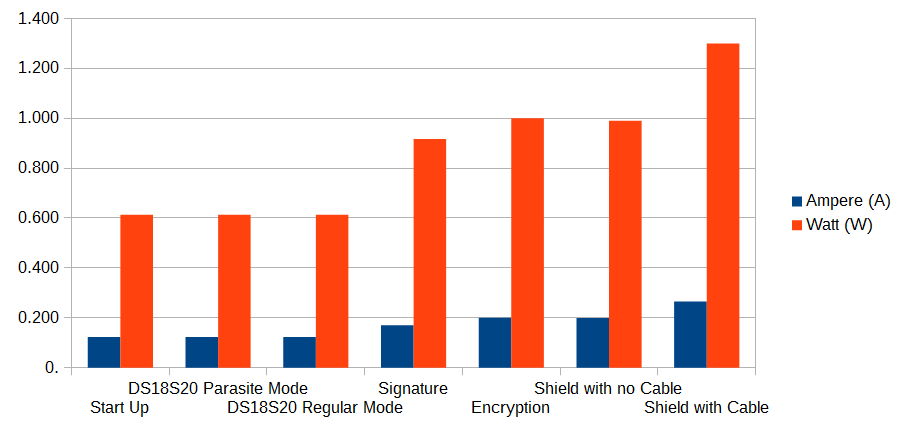 1.400
1.200
1.000
0.800
0.600
0.400
0.200
0.
DS18S20 Parasite Mode Signature Shield with no Cable
Start Up DS18S20 Regular Mode Encryption Shield with Cable
Ampere (A)
Watt (W)